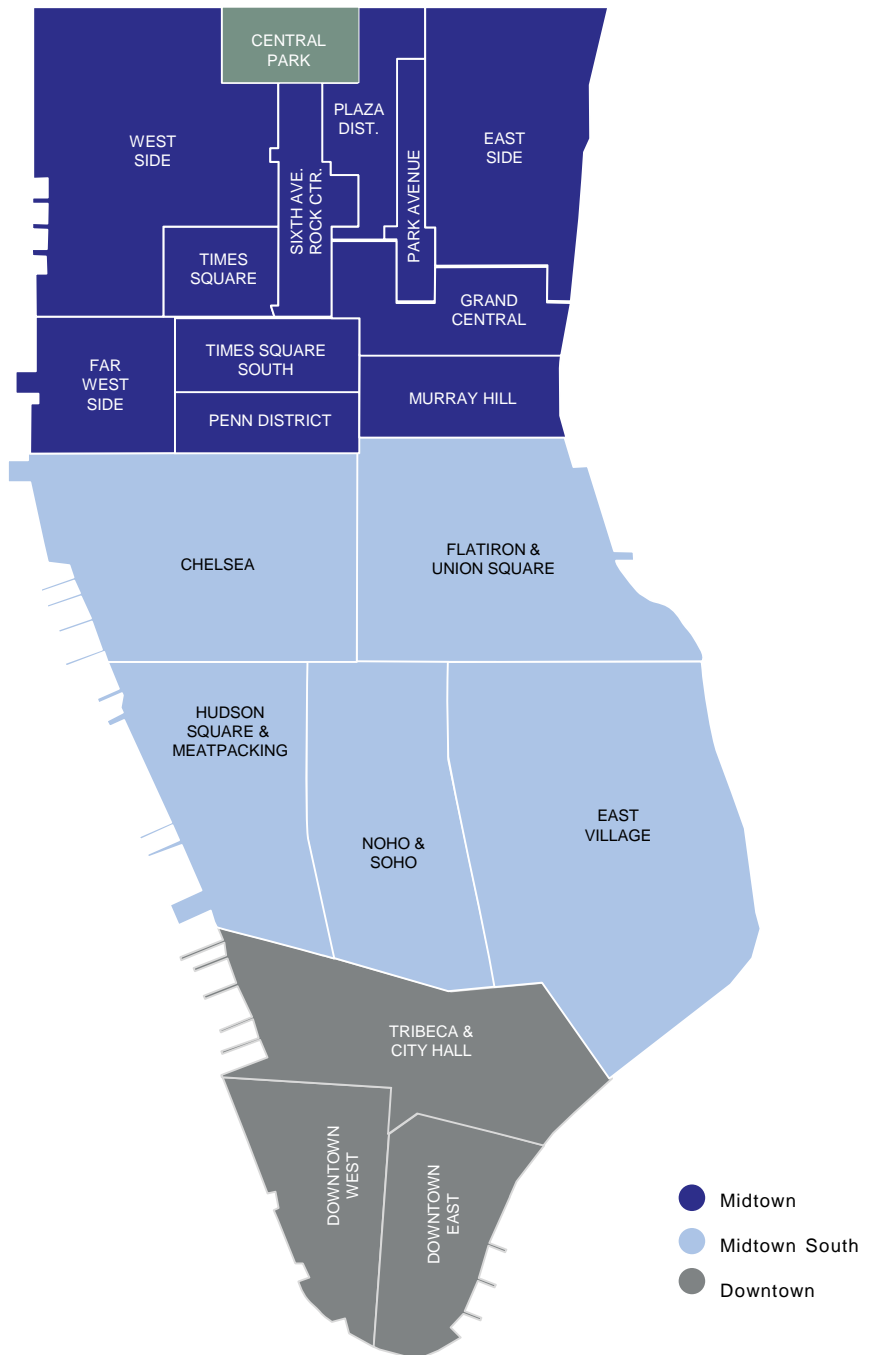 CENTRAL
PARK
PLAZA
DIST.
WEST
SIDE
EAST
SIDE
SIXTH AVE.
ROCK CTR.
PARK AVENUE
TIMES
SQUARE
GRAND
CENTRAL
TIMES SQUARE
SOUTH
FAR
WEST
SIDE
MURRAY HILL
PENN DISTRICT
CHELSEA
FLATIRON &
UNION SQUARE
HUDSON
SQUARE &
MEATPACKING
NOHO &
SOHO
EAST
VILLAGE
TRIBECA &
CITY HALL
DOWNTOWN
WEST
DOWNTOWN
EAST
Midtown
Midtown South
Downtown